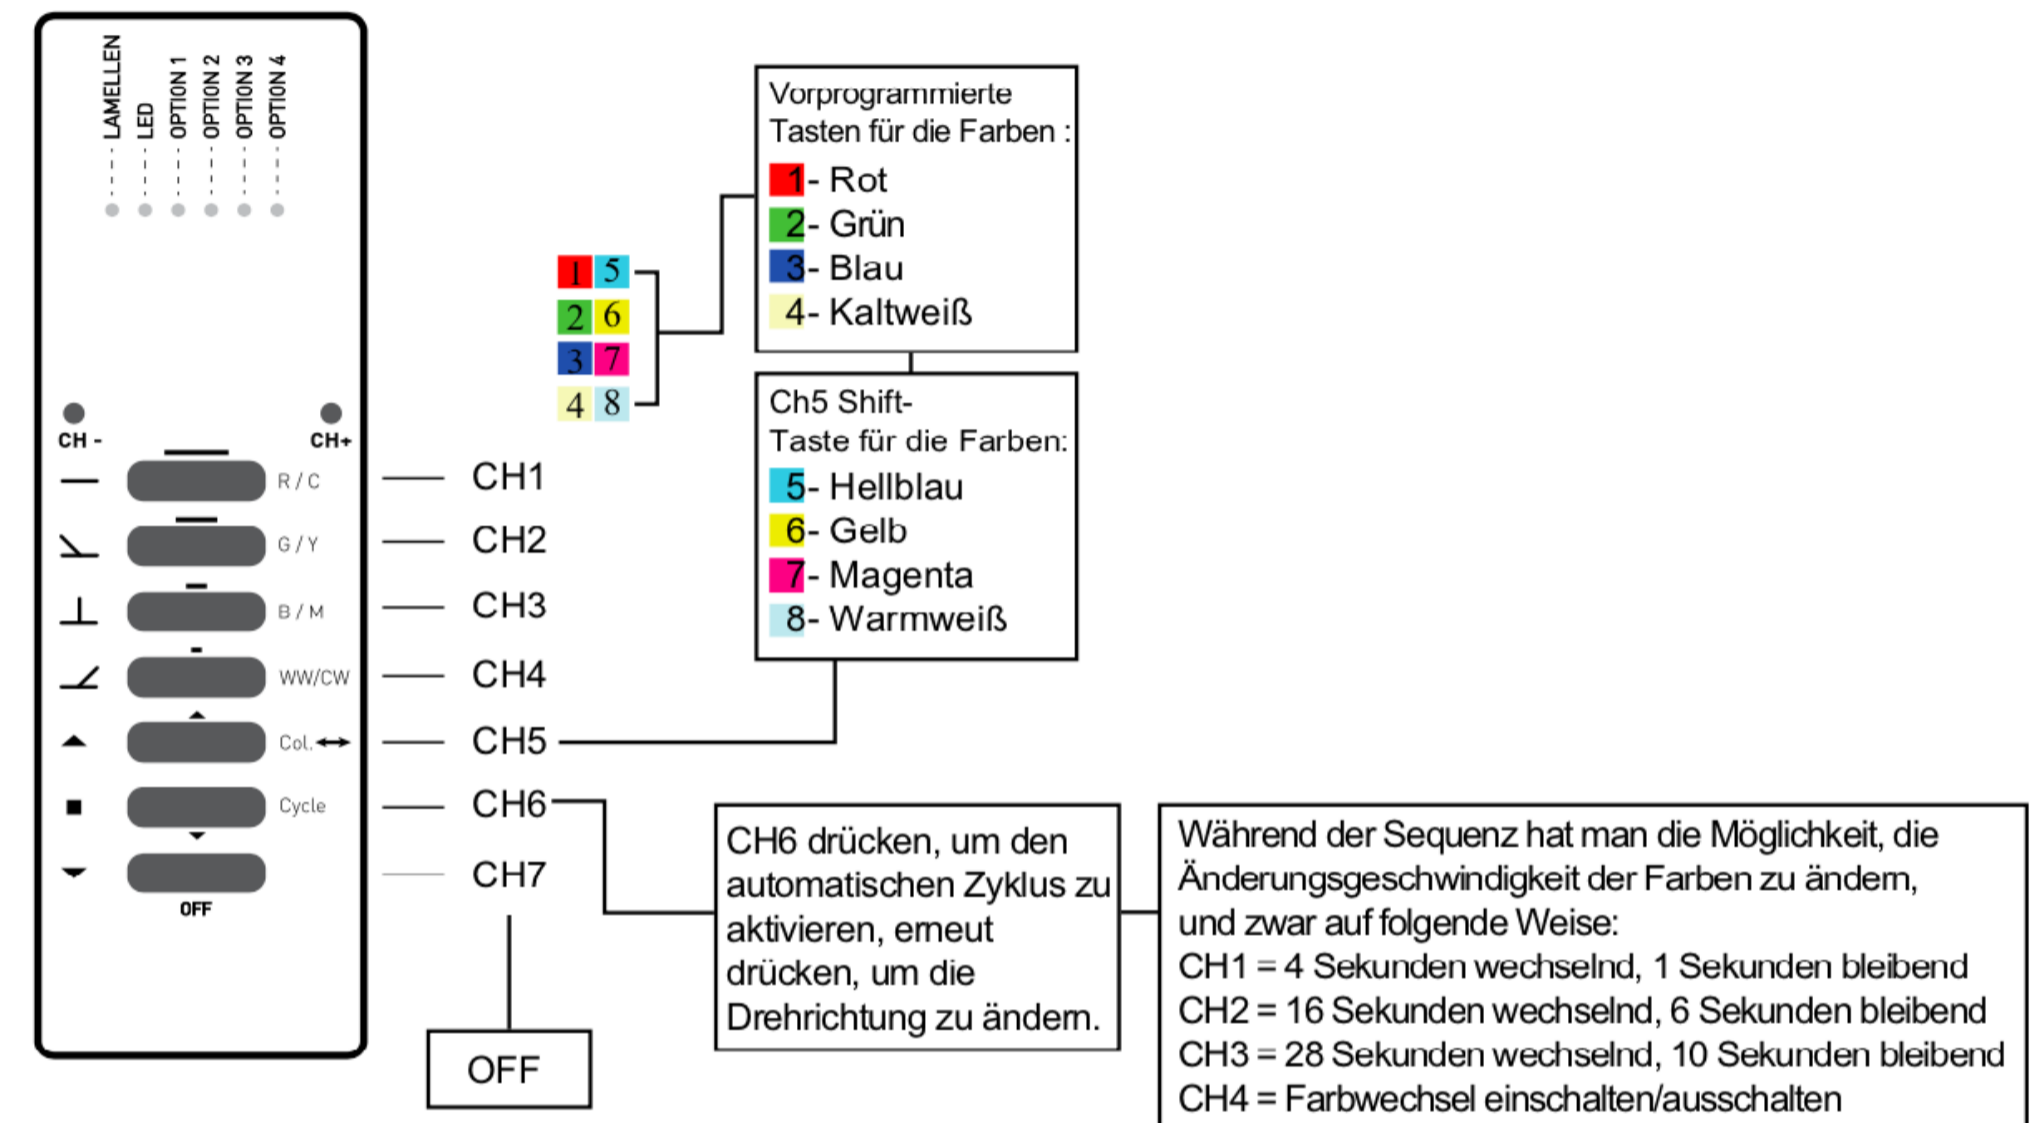 LAMELLEN
LED
OPTION 1
OPTION 2
OPTION 3
OPTION 4
CH -
CH+
R / C
G / Y
B / M
WW/CW
Col.
Cycle
OFF
1 5
2 6
3 7
4 8
CH1
CH2
CH3
CH4
CH5
CH6
CH7
OFF
Vorprogrammierte
Tasten für die Farben :
1- Rot
2- Grün
3- Blau
4- Kaltweiß
Ch5 Shift-
Taste für die Farben:
5- Hellblau
6- Gelb
7- Magenta
8- Warmweiß
CH6 drücken, um den
automatischen Zyklus zu
aktivieren, erneut
drücken, um die
Drehrichtung zu ändern.
Während der Sequenz hat man die Möglichkeit, die
Änderungsgeschwindigkeit der Farben zu ändern,
und zwar auf folgende Weise:
CH1 = 4 Sekunden wechselnd, 1 Sekunden bleibend
CH2 = 16 Sekunden wechselnd, 6 Sekunden bleibend
CH3 = 28 Sekunden wechselnd, 10 Sekunden bleibend
CH4 = Farbwechsel einschalten/ausschalten